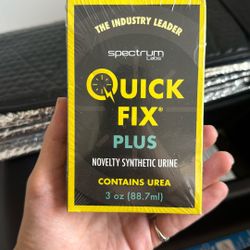 THE INDUSTRY LEADER
spectrum
Labs
QUICK
FIX®
PLUS
NOVELTY SYNTHETIC URINE
CONTAINS UREA
3 oz (88.7ml)